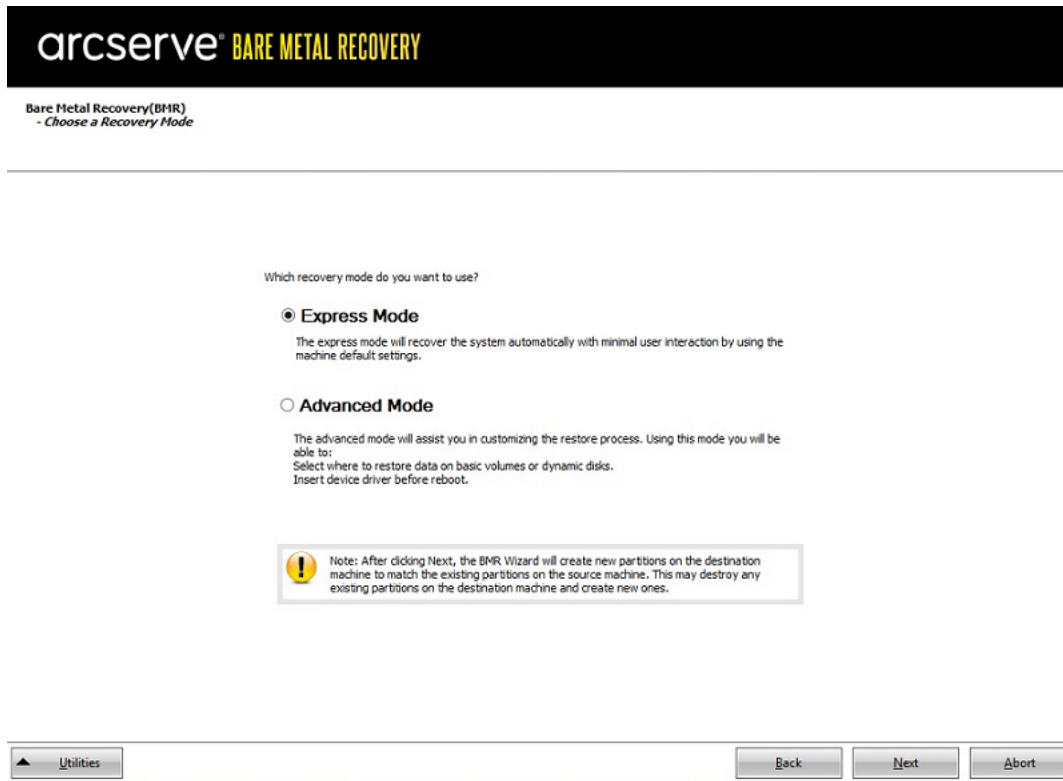 arcserve® BARE METAL RECOVERY
Bare Metal Recovery(BMR)
- Choose a Recovery Mode
Which recovery mode do you want to use?
Express Mode
The express mode will recover the system automatically with minimal user interaction by using the
machine default settings.
Advanced Mode
The advanced mode will assist you in customizing the restore process. Using this mode you will be
able to:
Select where to restore data on basic volumes or dynamic disks.
Insert device driver before reboot.
Note: After clicking Next, the BMR Wizard will create new partitions on the destination
machine to match the existing partitions on the source machine. This may destroy any
existing partitions on the destination machine and create new ones.
Utilities
Back
Next
Abort